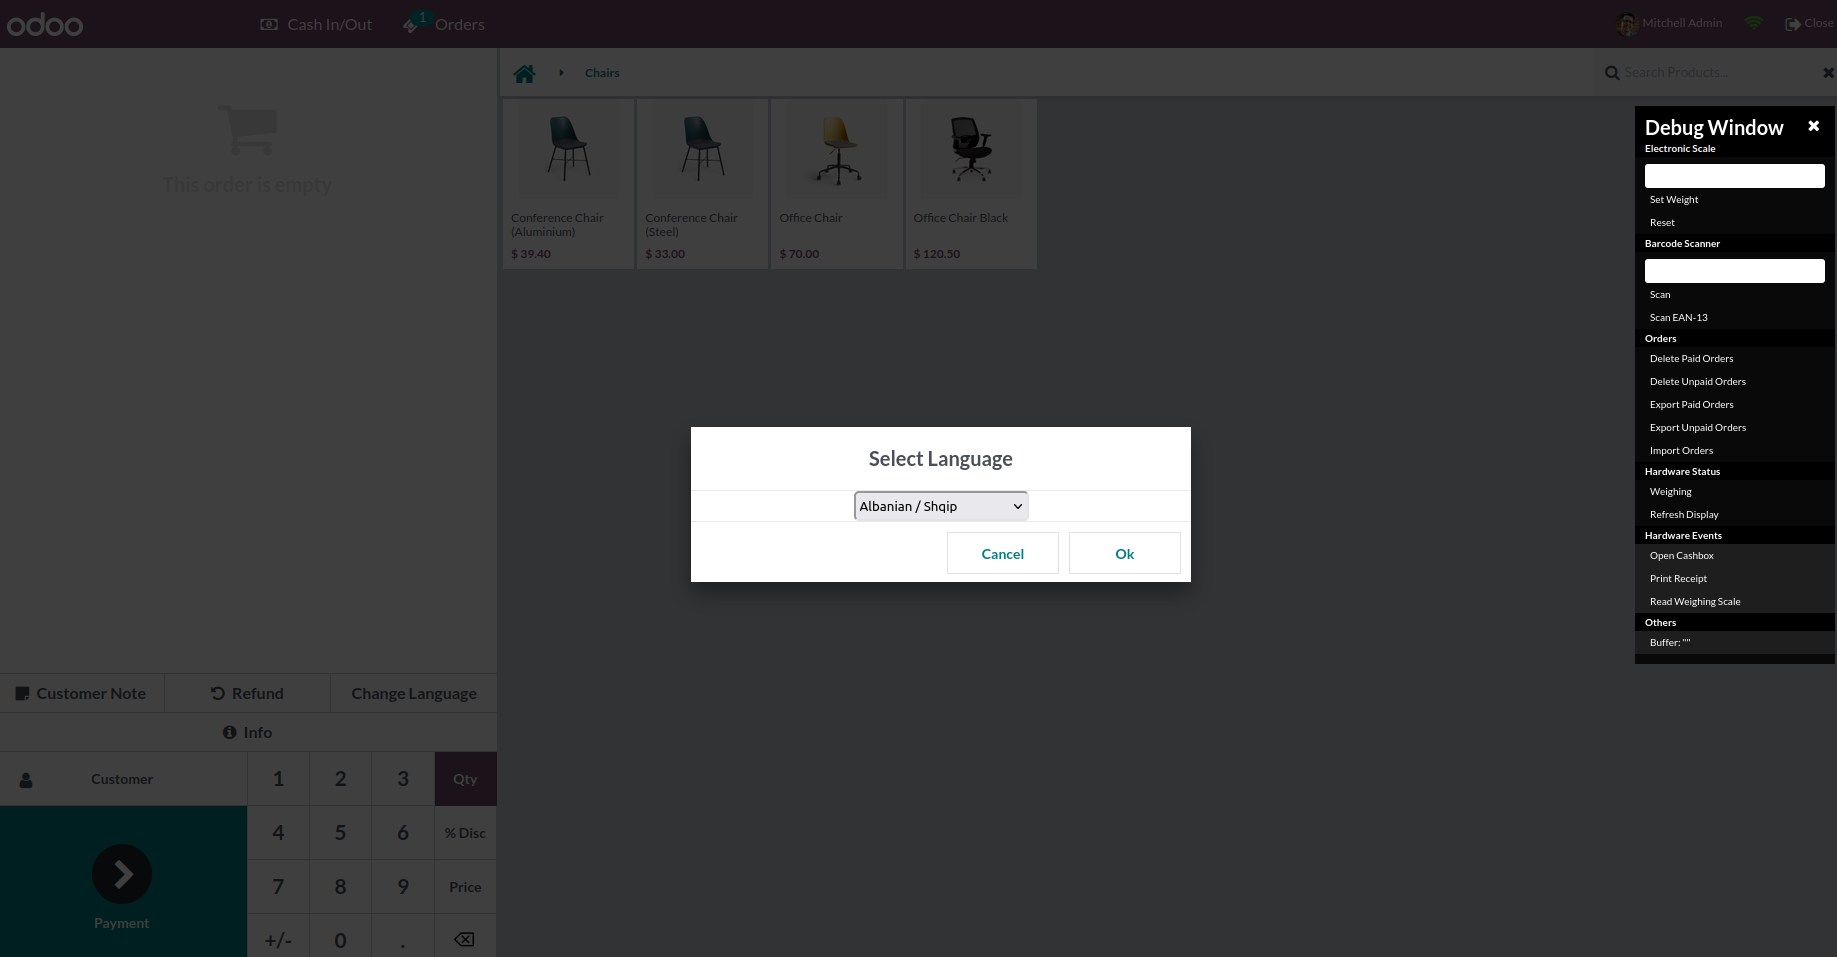 odoo
Cash In/Out
1
Orders
Mitchell Admin
Close
Chairs
Search Products...
This order is empty
Conference Chair
(Aluminium)
$ 39.40
Conference Chair
(Steel)
$ 33.00
Office Chair
$ 70.00
Office Chair Black
$ 120.50
Debug Window
Electronic Scale
Set Weight
Reset
Barcode Scanner
Scan
Scan EAN-13
Orders
Delete Paid Orders
Delete Unpaid Orders
Export Paid Orders
Export Unpaid Orders
Import Orders
Hardware Status
Weighing
Refresh Display
Hardware Events
Open Cashbox
Print Receipt
Read Weighing Scale
Others
Buffer: ""
Select Language
Albanian / Shqip
Cancel
Ok
Customer Note
Refund
Change Language
Info
Customer
1
2
3
Qty
4
5
6
% Disc
7
8
9
Price
Payment
+/-
0
.